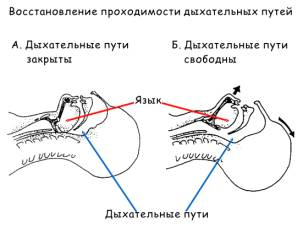 Восстановление проходимости дыхательных путей
А. Дыхательные пути
закрыты
Б. Дыхательные пути
свободны
Язык
Дыхательные пути